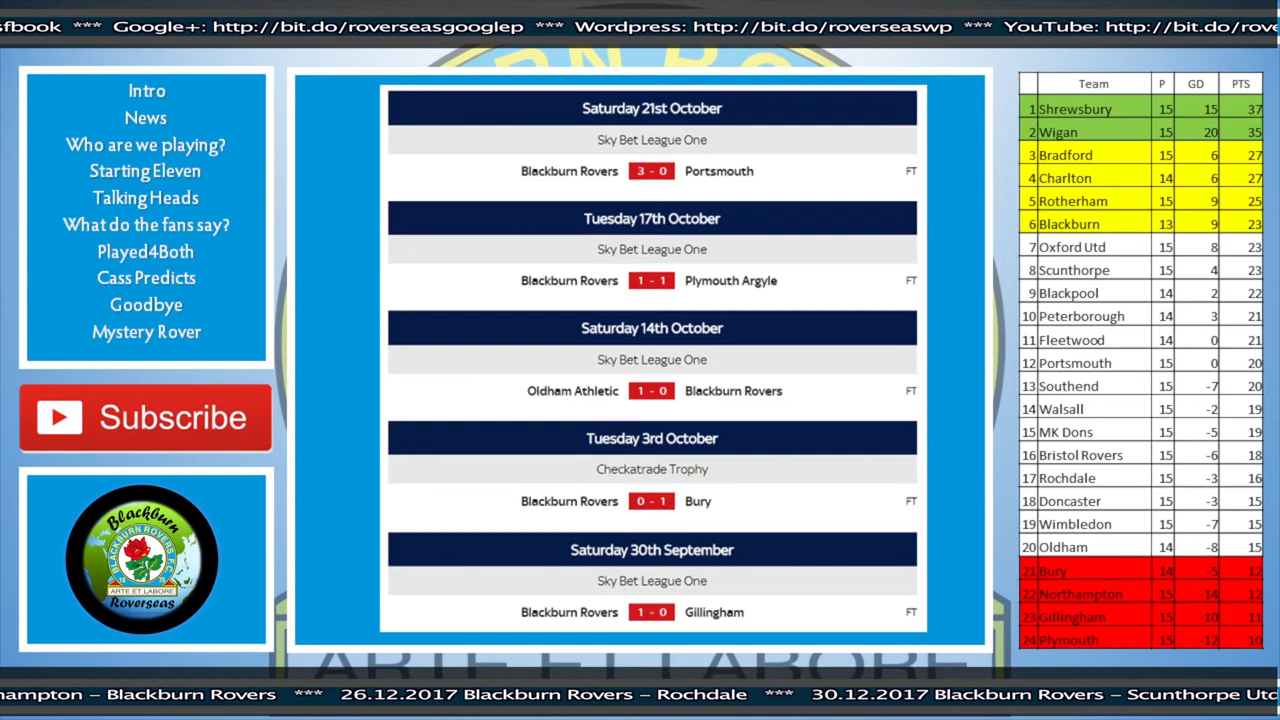 sfbook *** Google+: http://bit.do/roverseasgooglep *** Wordpress: http://bit.do/roverseaswp *** YouTube: http://bit.do/rove
Intro
News
Who are we playing?
Starting Eleven
Talking Heads
What do the fans say?
Played4Both
Cass Predicts
Goodbye
Mystery Rover
Subscribe
Blackburn
BLACKBURN ROVERS F.C.
18 75
ARTE ET LABORE
Roverseas
Saturday 21st October
Sky Bet League One
Blackburn Rovers 3 - 0 Portsmouth FT
Tuesday 17th October
Sky Bet League One
Blackburn Rovers 1 - 1 Plymouth Argyle FT
Saturday 14th October
Sky Bet League One
Oldham Athletic 1 - 0 Blackburn Rovers FT
Tuesday 3rd October
Checkatrade Trophy
Blackburn Rovers 0 - 1 Bury FT
Saturday 30th September
Sky Bet League One
Blackburn Rovers 1 - 0 Gillingham FT
Team P GD PTS
1 Shrewsbury 15 15 37
2 Wigan 15 20 35
3 Bradford 15 6 27
4 Charlton 14 6 27
5 Rotherham 15 9 25
6 Blackburn 13 9 23
7 Oxford Utd 15 8 23
8 Scunthorpe 15 4 23
9 Blackpool 14 2 22
10 Peterborough 14 3 21
11 Fleetwood 14 0 21
12 Portsmouth 15 0 20
13 Southend 15 -7 20
14 Walsall 15 -2 19
15 MK Dons 15 -5 19
16 Bristol Rovers 15 -6 18
17 Rochdale 15 -3 16
18 Doncaster 15 -3 15
19 Wimbledon 15 -7 15
20 Oldham 14 -8 15
21 Bury 14 -5 12
22 Northampton 15 -14 12
23 Gillingham 15 -10 11
24 Plymouth 15 -12 10
ARTE ET LABORE
hampton – Blackburn Rovers *** 26.12.2017 Blackburn Rovers – Rochdale *** 30.12.2017 Blackburn Rovers – Scunthorpe Utd